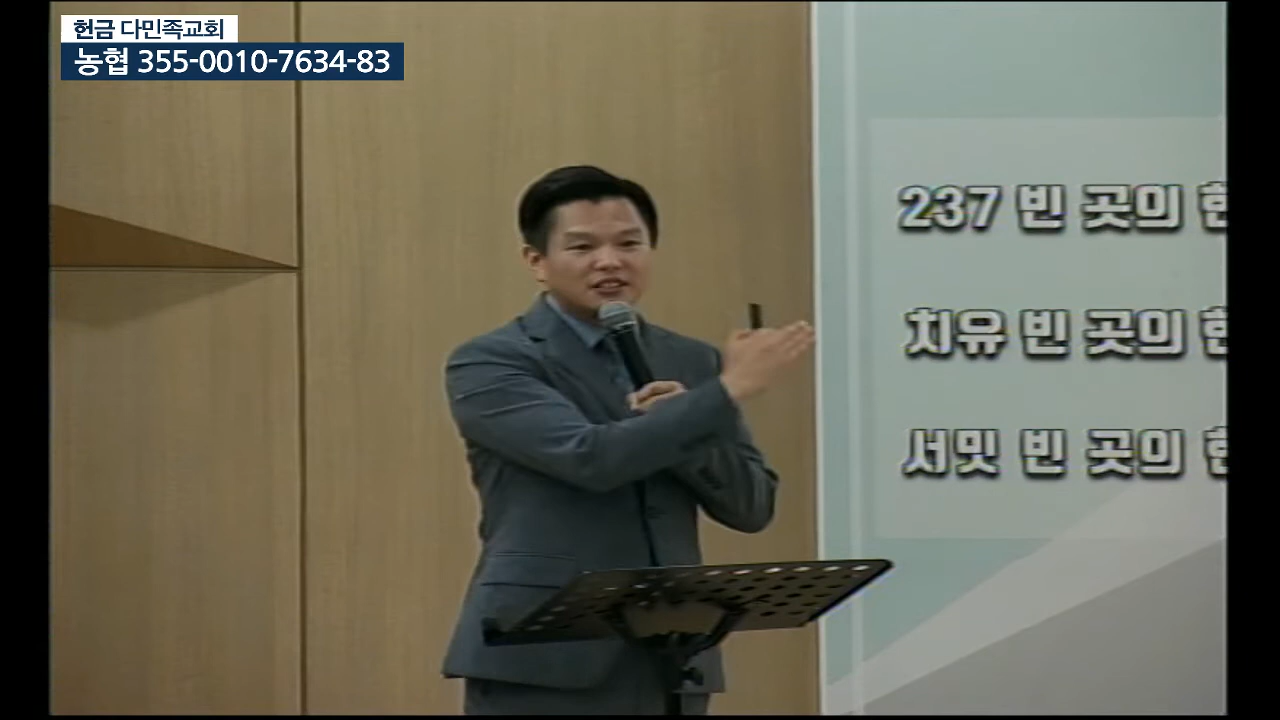 헌금 다민족교회
농협 355-0010-7634-83
237 빈 곳의
치유 빈 곳의
서밋 빈 곳의